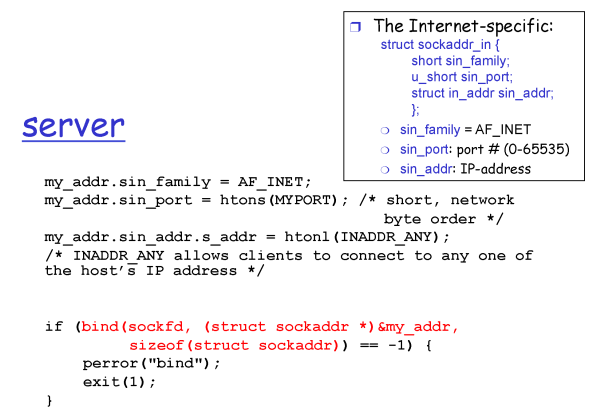 The Internet-specific:
struct sockaddr_in {
short sin_family;
u_short sin_port;
struct in_addr sin_addr;
};
sin_family = AF_INET
sin_port: port # (0-65535)
sin_addr: IP-address
server
my_addr.sin_family = AF_INET;
my_addr.sin_port = htons(MYPORT); /* short, network
byte order */
my_addr.sin_addr.s_addr = htonl(INADDR_ANY);
/* INADDR_ANY allows clients to connect to any one of
the host’s IP address */
if (bind(sockfd, (struct sockaddr *)&my_addr,
sizeof(struct sockaddr)) == -1) {
perror("bind");
exit(1);
}